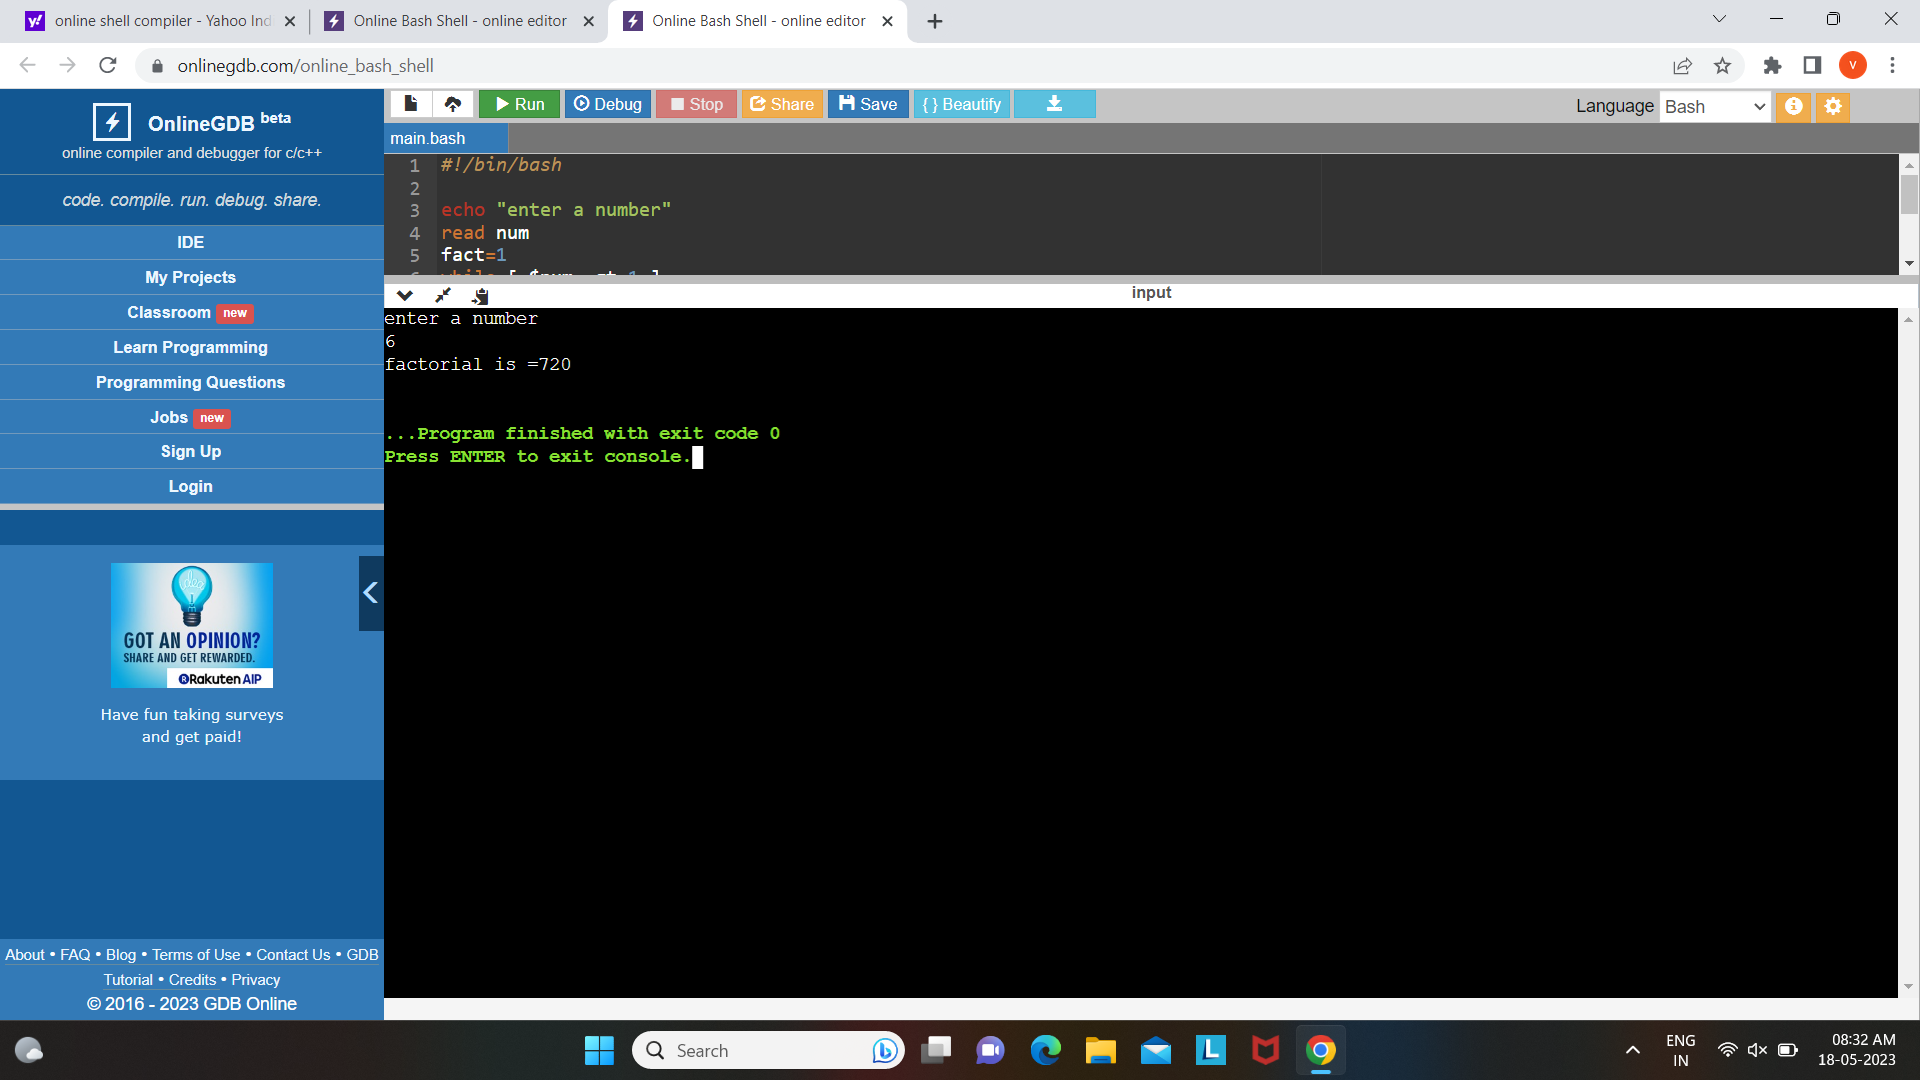 online shell compiler - Yahoo Ind
Online Bash Shell - online editor
Online Bash Shell - online editor
onlinegdb.com/online_bash_shell
V
OnlineGDB beta
online compiler and debugger for c/c++
code. compile. run. debug. share.
IDE
My Projects
Classroom new
Learn Programming
Programming Questions
Jobs new
Sign Up
Login
GOT AN OPINION?
SHARE AND GET REWARDED.
Rakuten AIP
Have fun taking surveys
and get paid!
About • FAQ • Blog • Terms of Use • Contact Us • GDB
Tutorial • Credits • Privacy
© 2016 - 2023 GDB Online
Run Debug Stop Share Save { } Beautify
Language Bash
main.bash
1 #!/bin/bash
2
3 echo "enter a number"
4 read num
5 fact=1
6 while [ $num -gt 1 ]
input
enter a number
6
factorial is =720
...Program finished with exit code 0
Press ENTER to exit console.
Search
ENG
IN
08:32 AM
18-05-2023